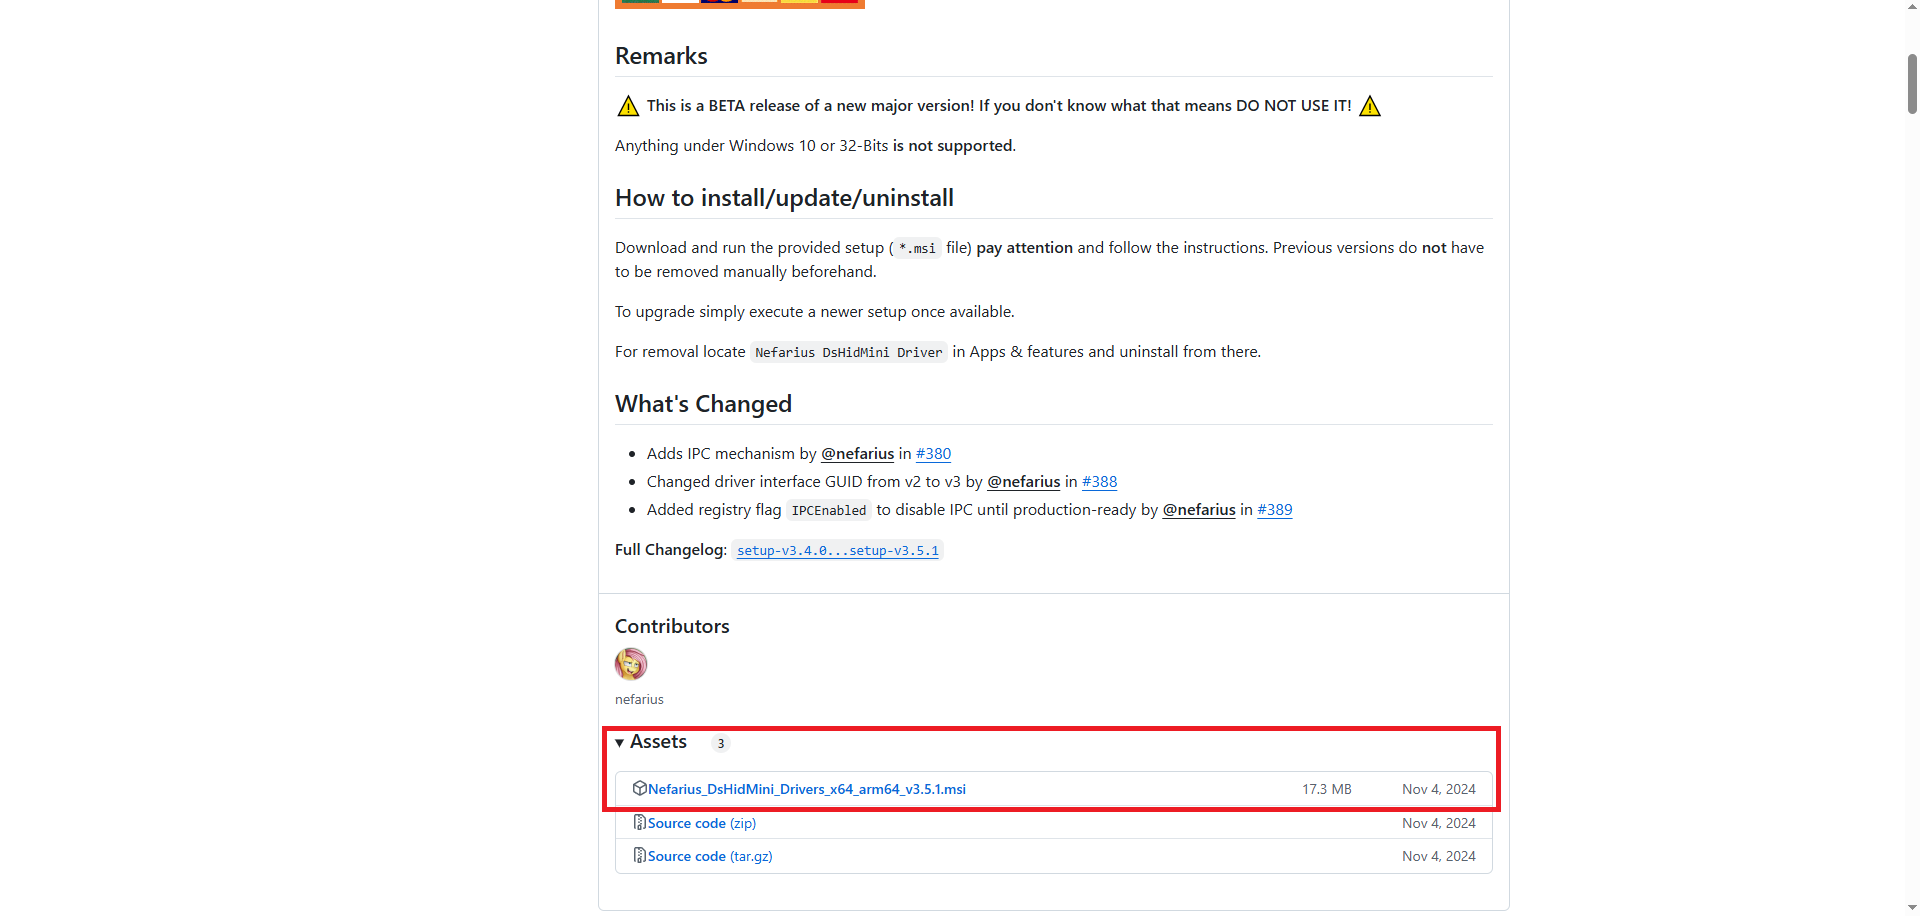 Remarks
This is a BETA release of a new major version! If you don't know what that means DO NOT USE IT!
Anything under Windows 10 or 32-Bits is not supported.
How to install/update/uninstall
Download and run the provided setup ( *.msi file) pay attention and follow the instructions. Previous versions do not have
to be removed manually beforehand.
To upgrade simply execute a newer setup once available.
For removal locate Nefarius DsHidMini Driver in Apps & features and uninstall from there.
What's Changed
Adds IPC mechanism by @nefarius in #380
Changed driver interface GUID from v2 to v3 by @nefarius in #388
Added registry flag IPCEnabled to disable IPC until production-ready by @nefarius in #389
Full Changelog: setup-v3.4.0...setup-v3.5.1
Contributors
nefarius
Assets 3
Nefarius_DsHidMini_Drivers_x64_arm64_v3.5.1.msi 17.3 MB Nov 4, 2024
Source code (zip) Nov 4, 2024
Source code (tar.gz) Nov 4, 2024